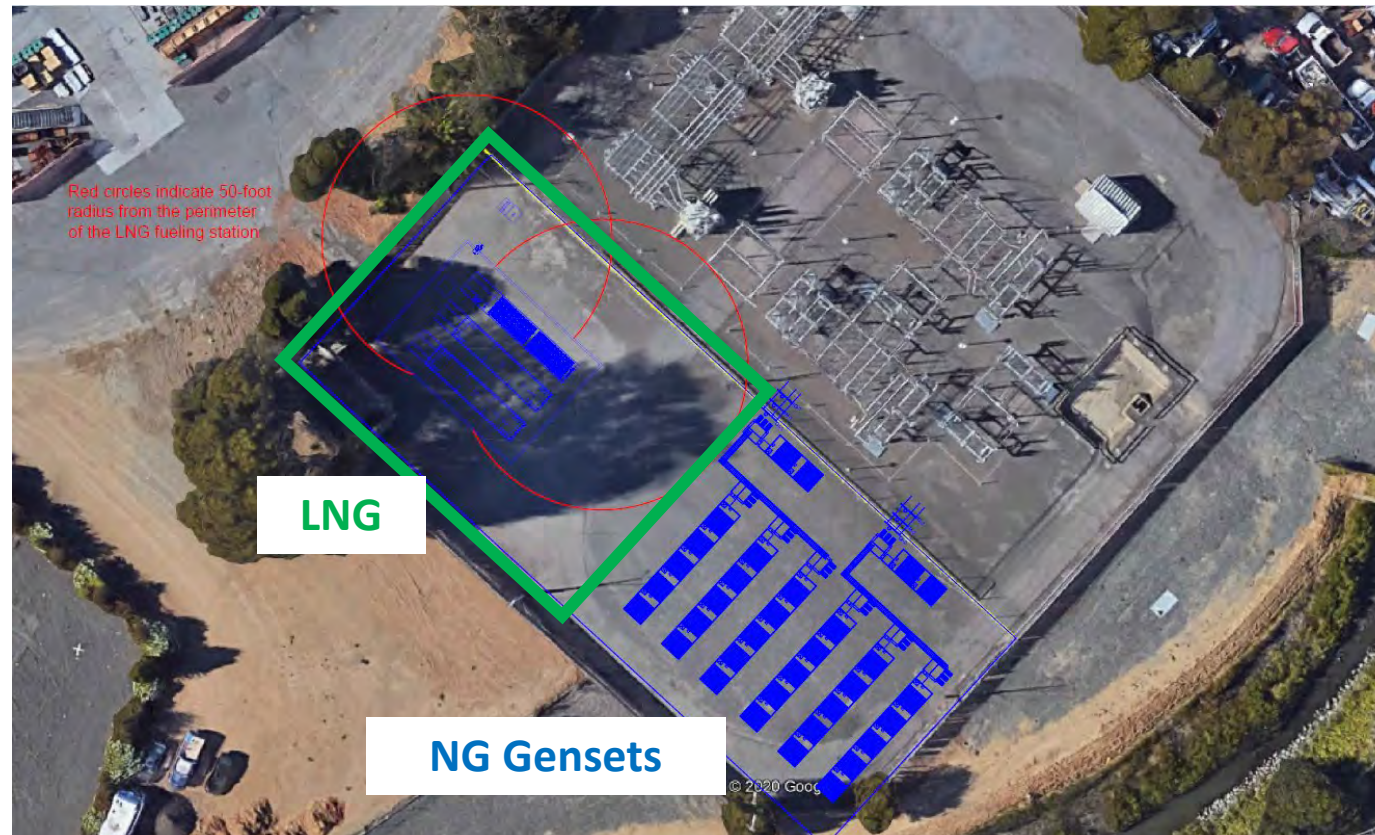 Red circles indicate 50-foot
radius from the perimeter
of the LNG fueling station
LNG
NG Gensets
© 2020 Goog